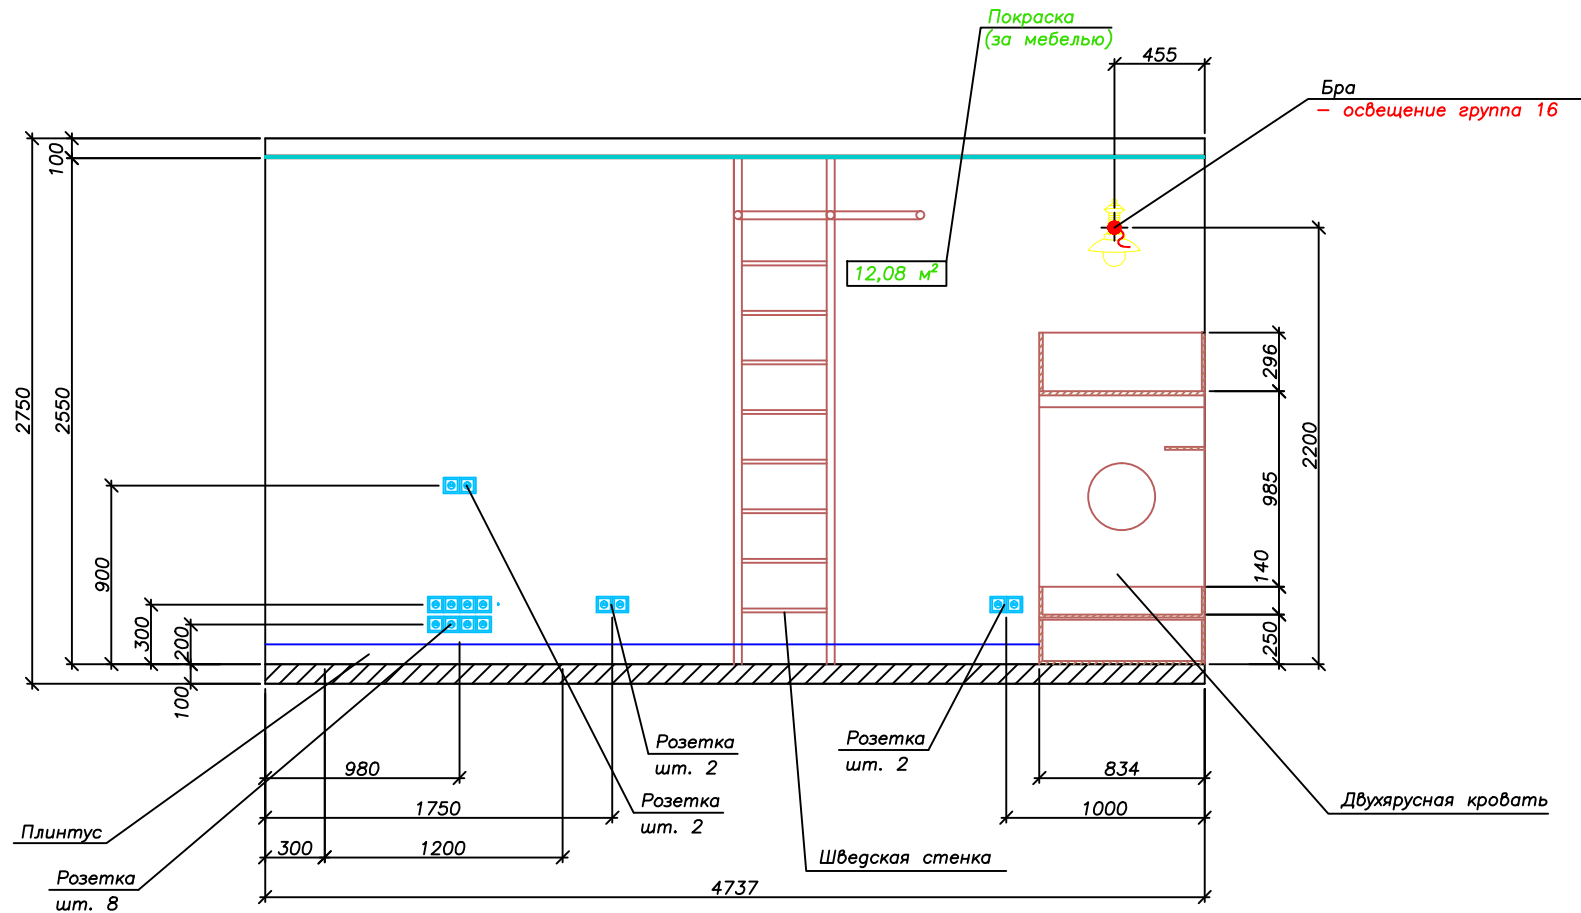 Покраска
(за мебелью)
455
Бра
– освещение группа 16
100
12,08 м²
296
2750
2550
2200
985
900
140
300
200
250
100
Розетка
шт. 2
Розетка
шт. 2
980
834
1750
Розетка
шт. 2
1000
Двухярусная кровать
Плинтус
300
1200
Шведская стенка
Розетка
шт. 8
4737